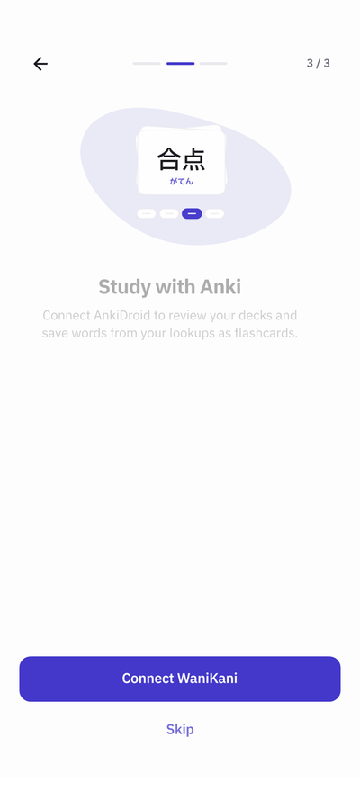 3 / 3
合点
がてん
Study with Anki
Connect AnkiDroid to review your decks and
save words from your lookups as flashcards.
Connect WaniKani
Skip